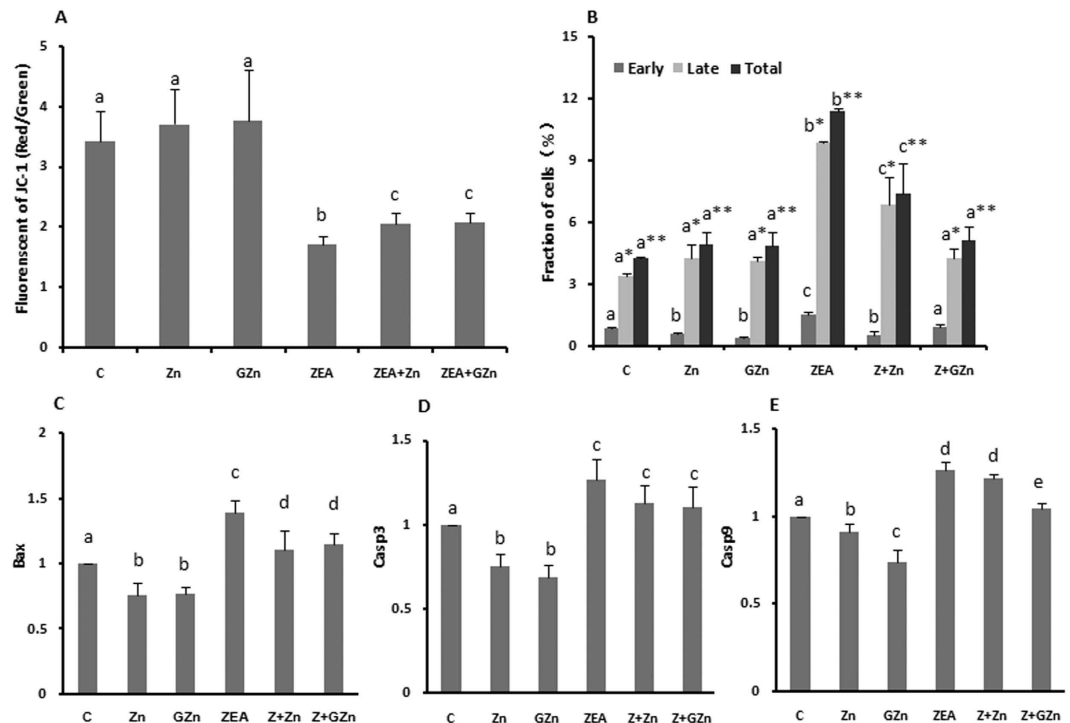 A
Fluorenscent of JC-1 (Red/Green)
5
4
3
2
1
0
a
a
a
b
c
c
C Zn GZn ZEA ZEA+Zn ZEA+GZn
B
Early Late Total
Fraction of cells (%)
15
12
9
6
3
0
a a* a**
b a* a**
b a* a**
c b* b**
b c* c**
a a* a**
C Zn GZn ZEA Z+Zn Z+GZn
C
Bax
2
1.5
1
0.5
0
a
b
b
c
d
d
C Zn GZn ZEA Z+Zn Z+GZn
D
Casp3
1.5
1
0.5
0
a
b
b
c
c
c
C Zn GZn ZEA Z+Zn Z+GZn
E
Casp9
1.5
1
0.5
0
a
b
c
d
d
e
C Zn GZn ZEA Z+Zn Z+GZn